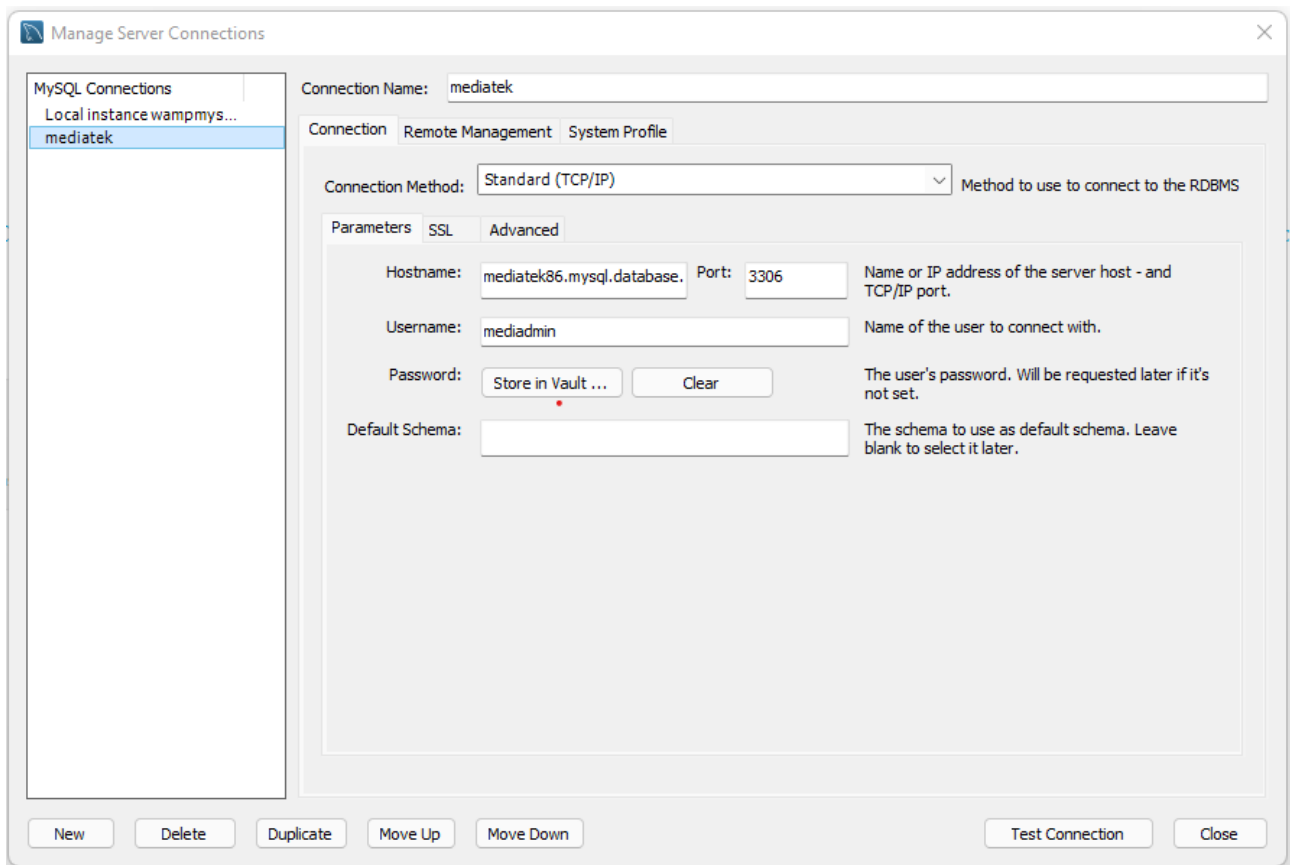 Manage Server Connections
MySQL Connections
Local instance wampmys...
mediatek
Connection Name: mediatek
Connection Remote Management System Profile
Connection Method: Standard (TCP/IP) Method to use to connect to the RDBMS
Parameters SSL Advanced
Hostname: mediatek86.mysql.database. Port: 3306 Name or IP address of the server host - and
TCP/IP port.
Username: mediadmin Name of the user to connect with.
Password: Store in Vault ... Clear The user's password. Will be requested later if it's
not set.
Default Schema: The schema to use as default schema. Leave
blank to select it later.
New Delete Duplicate Move Up Move Down Test Connection Close